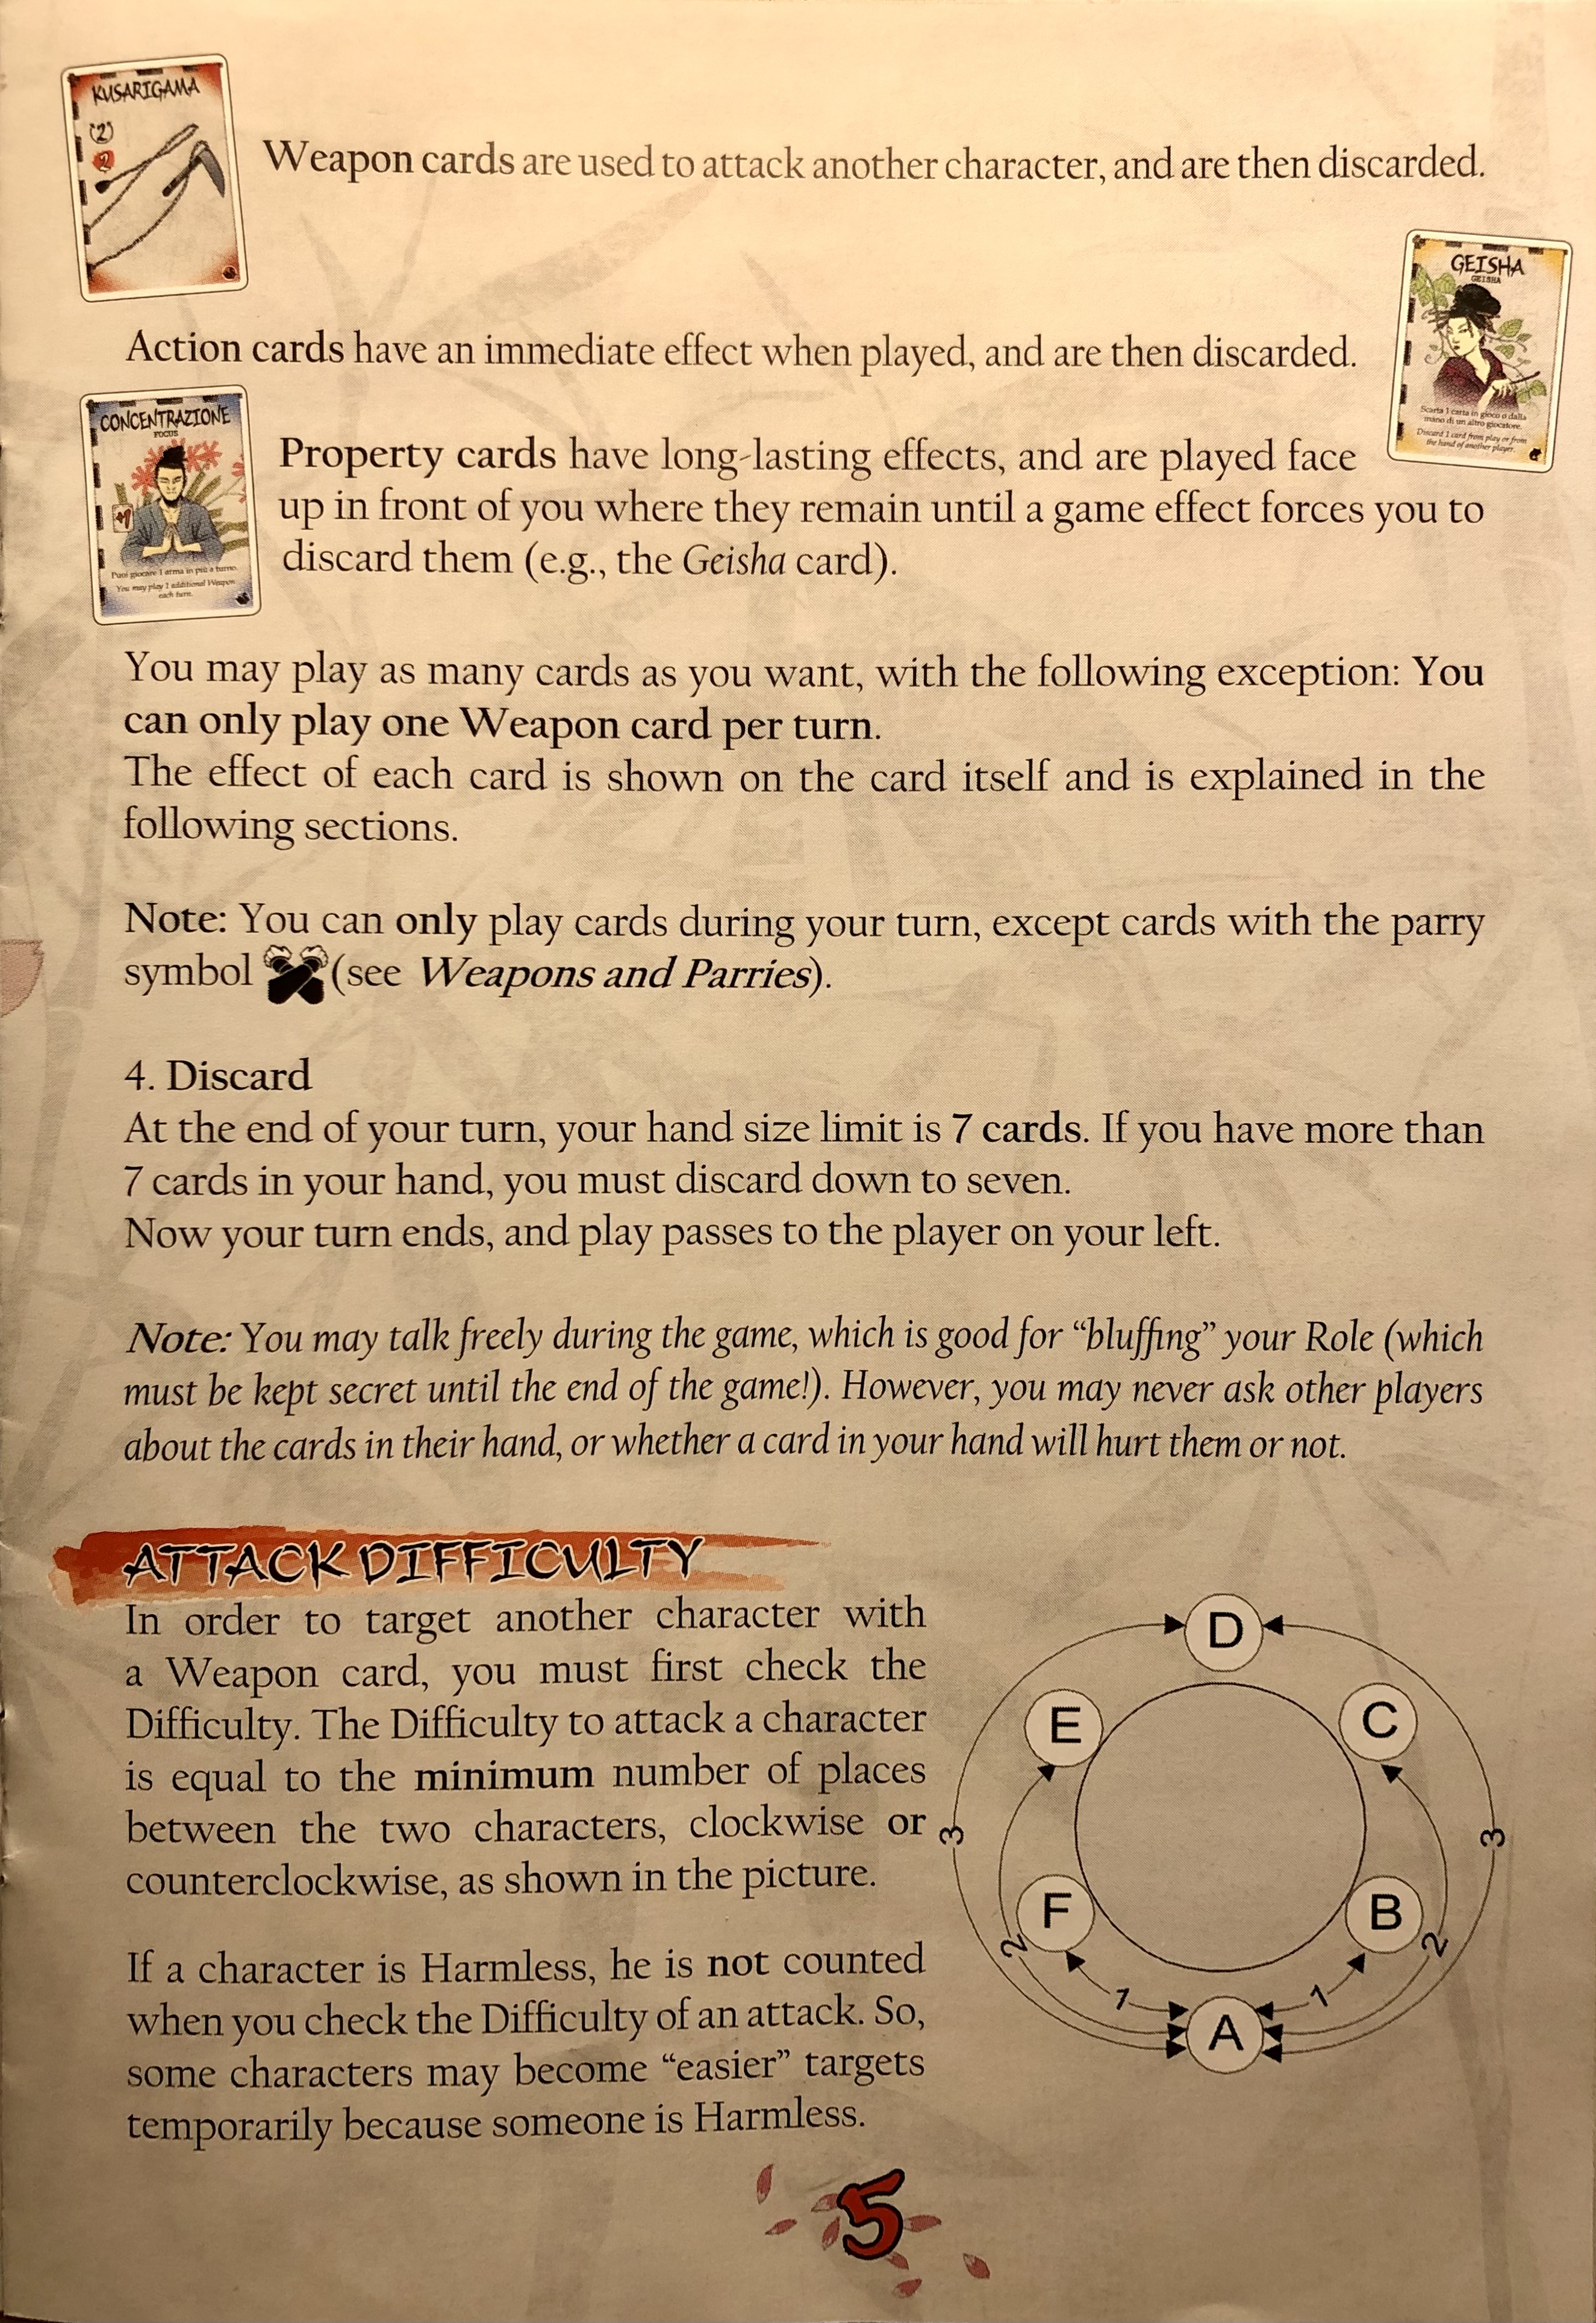 KUSARIGAMA
(2)
2
Weapon cards are used to attack another character, and are then discarded.
GEISHA
GEISHA
Scarta 1 carta in gioco o dalla
mano di un altro giocatore.
Discard 1 card from play or from
the hand of another player.
Action cards have an immediate effect when played, and are then discarded.
CONCENTRAZIONE
FOCUS
Puoi giocare 1 arma in più a turno.
You may play 1 additional Weapon
each turn.
Property cards have long-lasting effects, and are played face
up in front of you where they remain until a game effect forces you to
discard them (e.g., the Geisha card).
You may play as many cards as you want, with the following exception: You
can only play one Weapon card per turn.
The effect of each card is shown on the card itself and is explained in the
following sections.
Note: You can only play cards during your turn, except cards with the parry
symbol (see Weapons and Parries).
4. Discard
At the end of your turn, your hand size limit is 7 cards. If you have more than
7 cards in your hand, you must discard down to seven.
Now your turn ends, and play passes to the player on your left.
Note: You may talk freely during the game, which is good for “bluffing” your Role (which
must be kept secret until the end of the game!). However, you may never ask other players
about the cards in their hand, or whether a card in your hand will hurt them or not.
ATTACK DIFFICULTY
In order to target another character with
a Weapon card, you must first check the
Difficulty. The Difficulty to attack a character
is equal to the minimum number of places
between the two characters, clockwise or
counterclockwise, as shown in the picture.
If a character is Harmless, he is not counted
when you check the Difficulty of an attack. So,
some characters may become “easier” targets
temporarily because someone is Harmless.
D
E
C
3
3
F
B
2
2
1
1
A
5